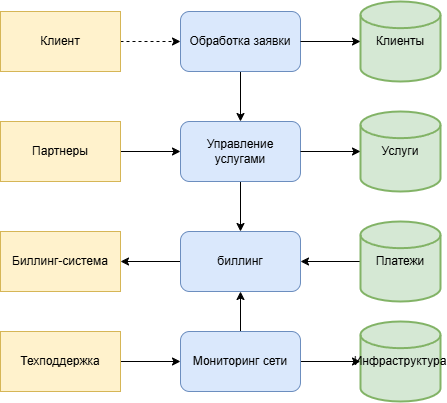 Клиент
Обработка заявки
Клиенты
Партнеры
Управление
услугами
Услуги
Биллинг-система
биллинг
Платежи
Техподдержка
Мониторинг сети
Инфраструктура